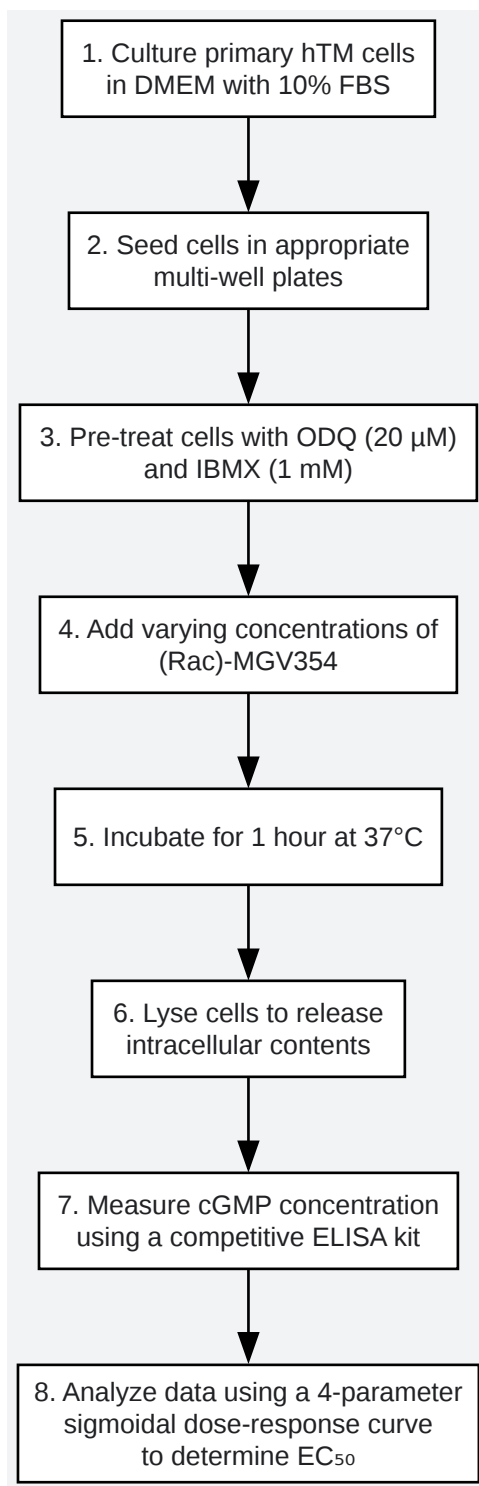 1. Culture primary hTM cells
in DMEM with 10% FBS
2. Seed cells in appropriate
multi-well plates
3. Pre-treat cells with ODQ (20 µM)
and IBMX (1 mM)
4. Add varying concentrations of
(Rac)-MGV354
5. Incubate for 1 hour at 37°C
6. Lyse cells to release
intracellular contents
7. Measure cGMP concentration
using a competitive ELISA kit
8. Analyze data using a 4-parameter
sigmoidal dose-response curve
to determine EC₅₀